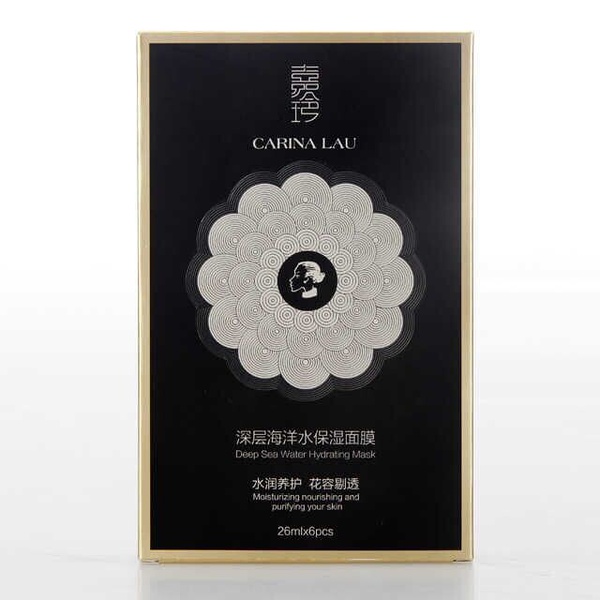 嘉玲
CARINA LAU
深层海洋水保湿面膜
Deep Sea Water Hydrating Mask
水润养护 花容剔透
Moisturizing nourishing and
purifying your skin
26mlx6pcs